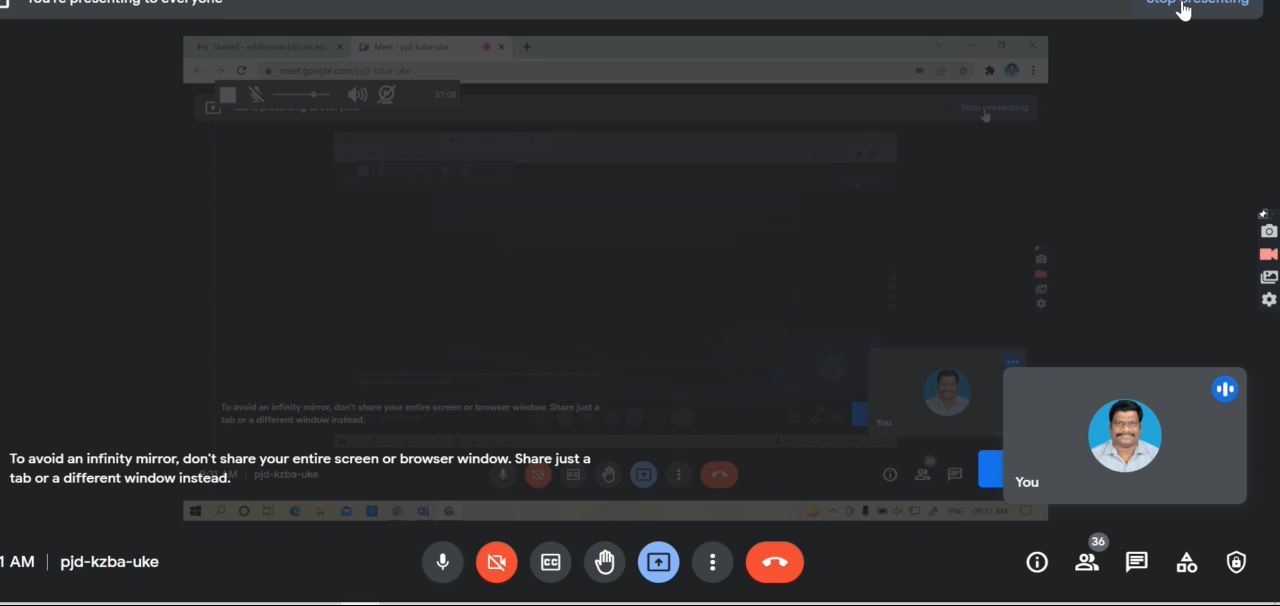 You're presenting to everyone
Stop presenting
Meet - pjd-kzba-uke
meet.google.com/pjd-kzba-uke
57:08
Stop presenting
To avoid an infinity mirror, don't share your entire screen or browser window. Share just a
tab or a different window instead.
You
To avoid an infinity mirror, don't share your entire screen or browser window. Share just a
tab or a different window instead.
pjd-kzba-uke
36
You
ENG 09:31 AM
1 AM
pjd-kzba-uke
CC
36